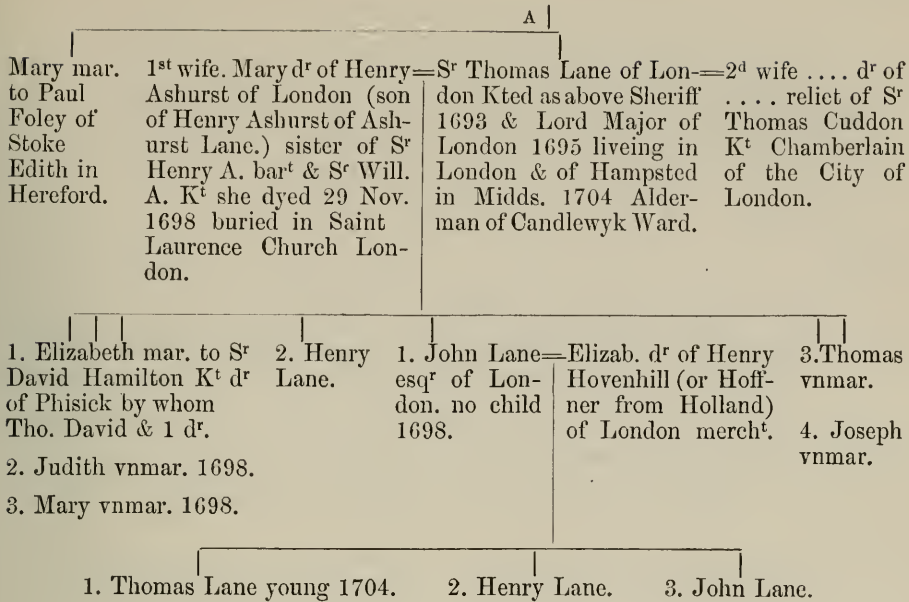 A
Mary mar.
to Paul
Foley of
Stoke
Edith in
Hereford.
1st wife. Mary dr of Henry
Ashurst of London (son
of Henry Ashurst of Ash-
urst Lanc.) sister of Sr
Henry A. bart & Sr Will.
A. Kt she dyed 29 Nov.
1698 buried in Saint
Laurence Church Lon-
don.
=Sr Thomas Lane of Lon-=
don Kted as above Sheriff
1693 & Lord Major of
London 1695 liveing in
London & of Hampsted
in Midds. 1704 Alder-
man of Candlewyk Ward.
2d wife .... dr of
.... relict of Sr
Thomas Cuddon
Kt Chamberlain
of the City of
London.
1. Elizabeth mar. to Sr
David Hamilton Kt dr
of Phisick by whom
Tho. David & 1 dr.
2. Judith vnmar. 1698.
3. Mary vnmar. 1698.
2. Henry
Lane.
1. John Lane=
esqr of Lon-
don. no child
1698.
Elizab. dr of Henry
Hovenhill (or Hoff-
ner from Holland)
of London mercht.
3. Thomas
vnmar.
4. Joseph
vnmar.
1. Thomas Lane young 1704.
2. Henry Lane.
3. John Lane.